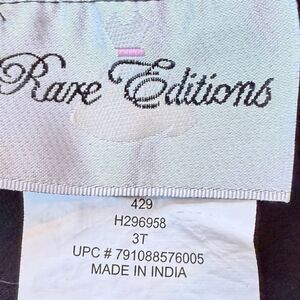 Rare Editions
429
H296958
3T
UPC # 791088576005
MADE IN INDIA